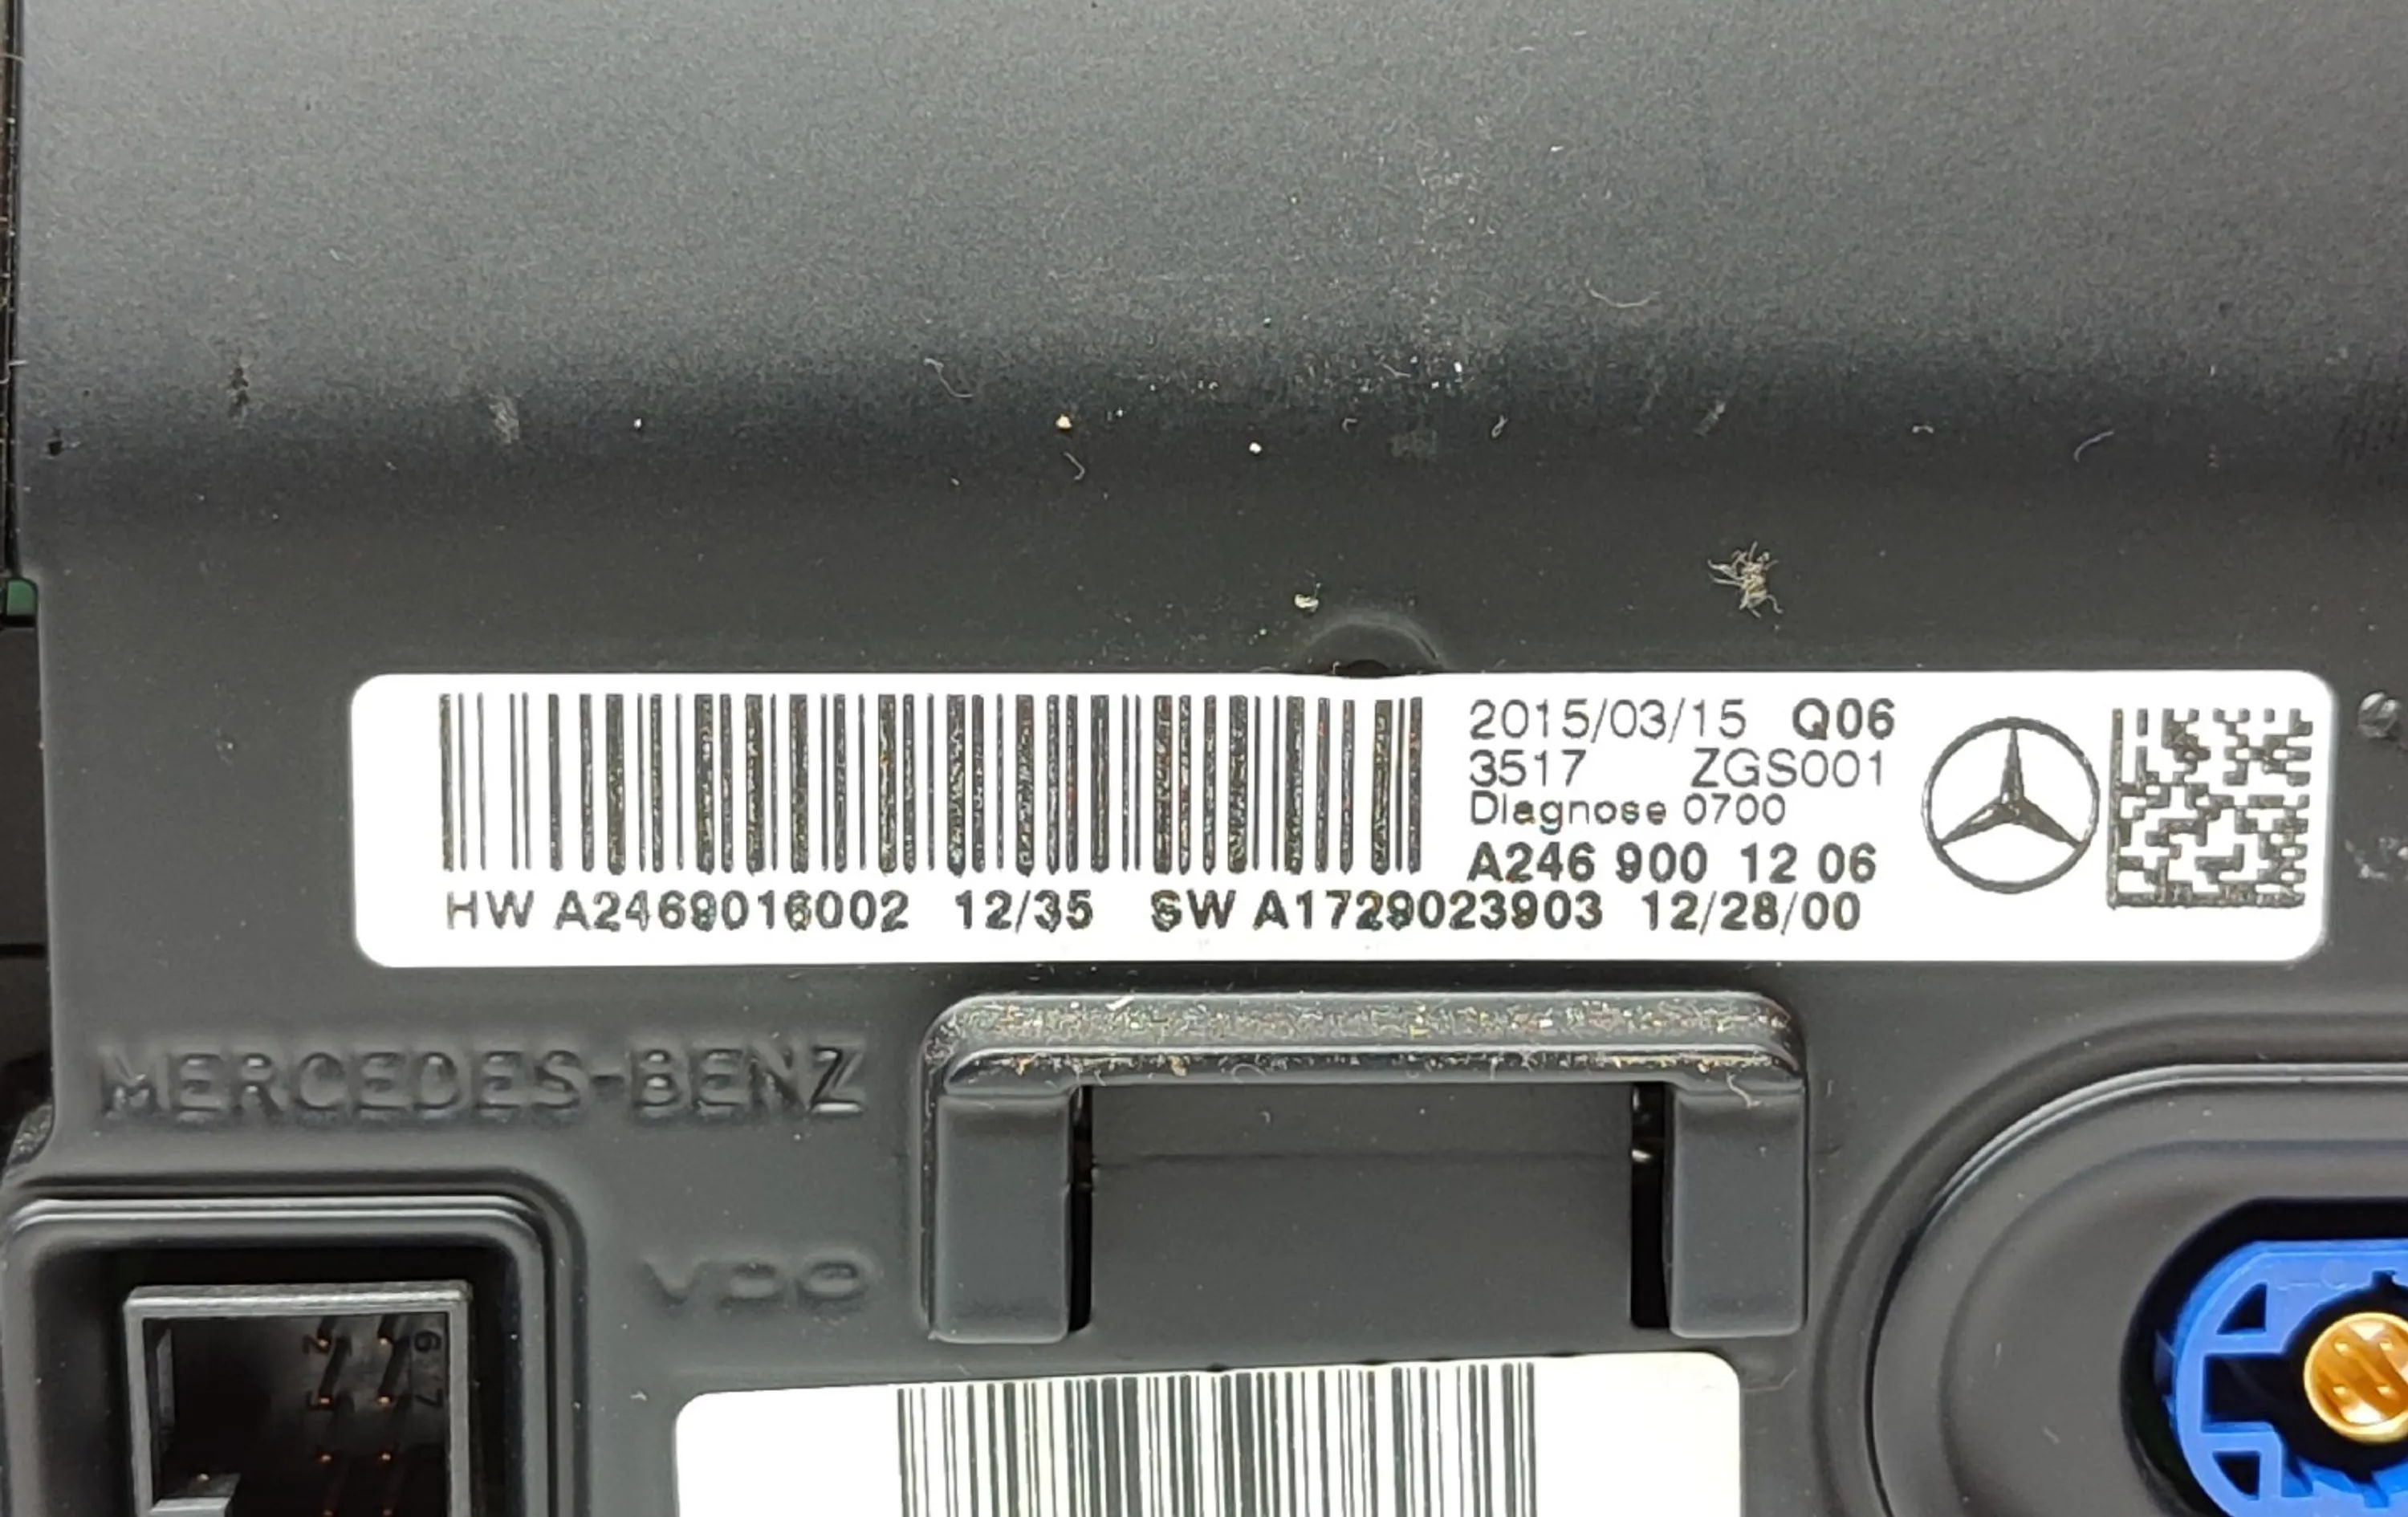 2015/03/15 Q06
3517 ZGS001
Diagnose 0700
A246 900 12 06
HW A2469016002 12/35 SW A1729023903 12/28/00
MERCEDES-BENZ
VDO